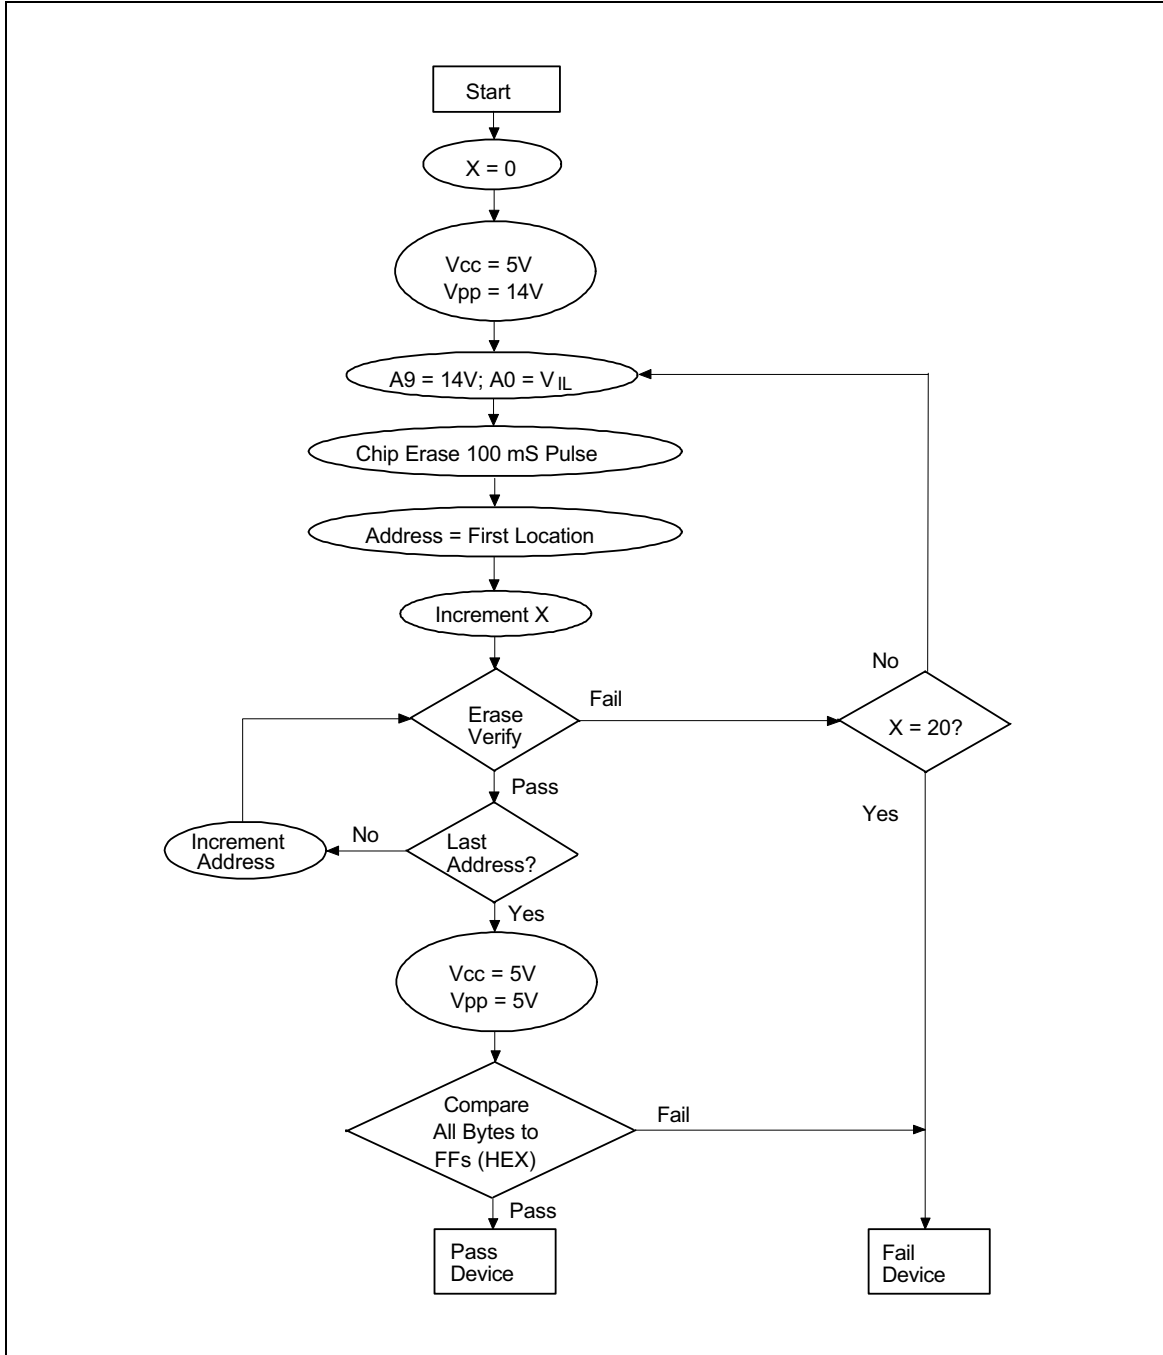 Start
X = 0
Vcc = 5V
Vpp = 14V
A9 = 14V; A0 = VIL
Chip Erase 100 mS Pulse
Address = First Location
Increment X
No
Fail
Erase
Verify
X = 20?
Pass
Yes
No
Increment
Address
Last
Address?
Yes
Vcc = 5V
Vpp = 5V
Compare
All Bytes to
FFs (HEX)
Fail
Pass
Pass
Device
Fail
Device